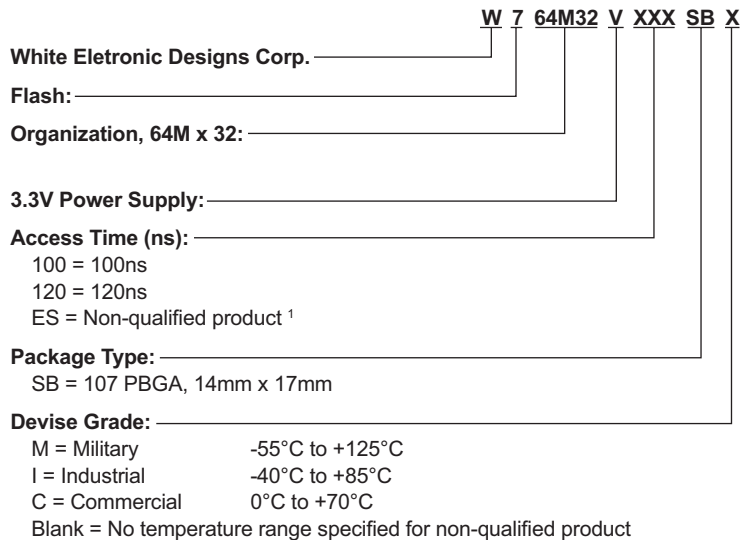 W 7 64M32 V XXX SB X
White Eletronic Designs Corp.
Flash:
Organization, 64M x 32:
3.3V Power Supply:
Access Time (ns):
100 = 100ns
120 = 120ns
ES = Non-qualified product ¹
Package Type:
SB = 107 PBGA, 14mm x 17mm
Devise Grade:
M = Military -55°C to +125°C
I = Industrial -40°C to +85°C
C = Commercial 0°C to +70°C
Blank = No temperature range specified for non-qualified product